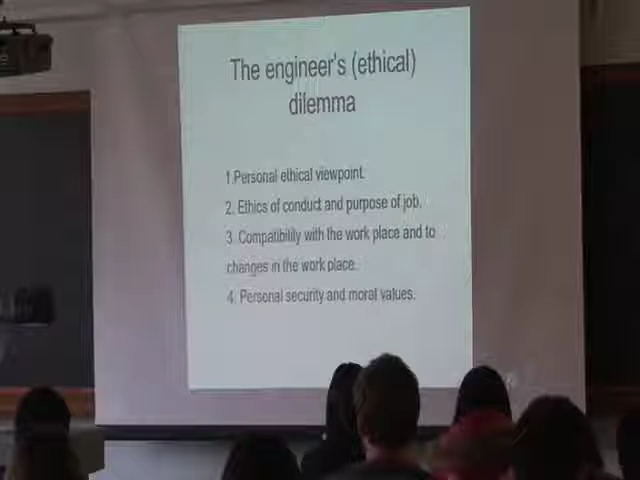 The engineer's (ethical)
dilemma
1.Personal ethical viewpoint.
2. Ethics of conduct and purpose of job.
3. Compatibility with the work place and to
changes in the work place.
4. Personal security and moral values.